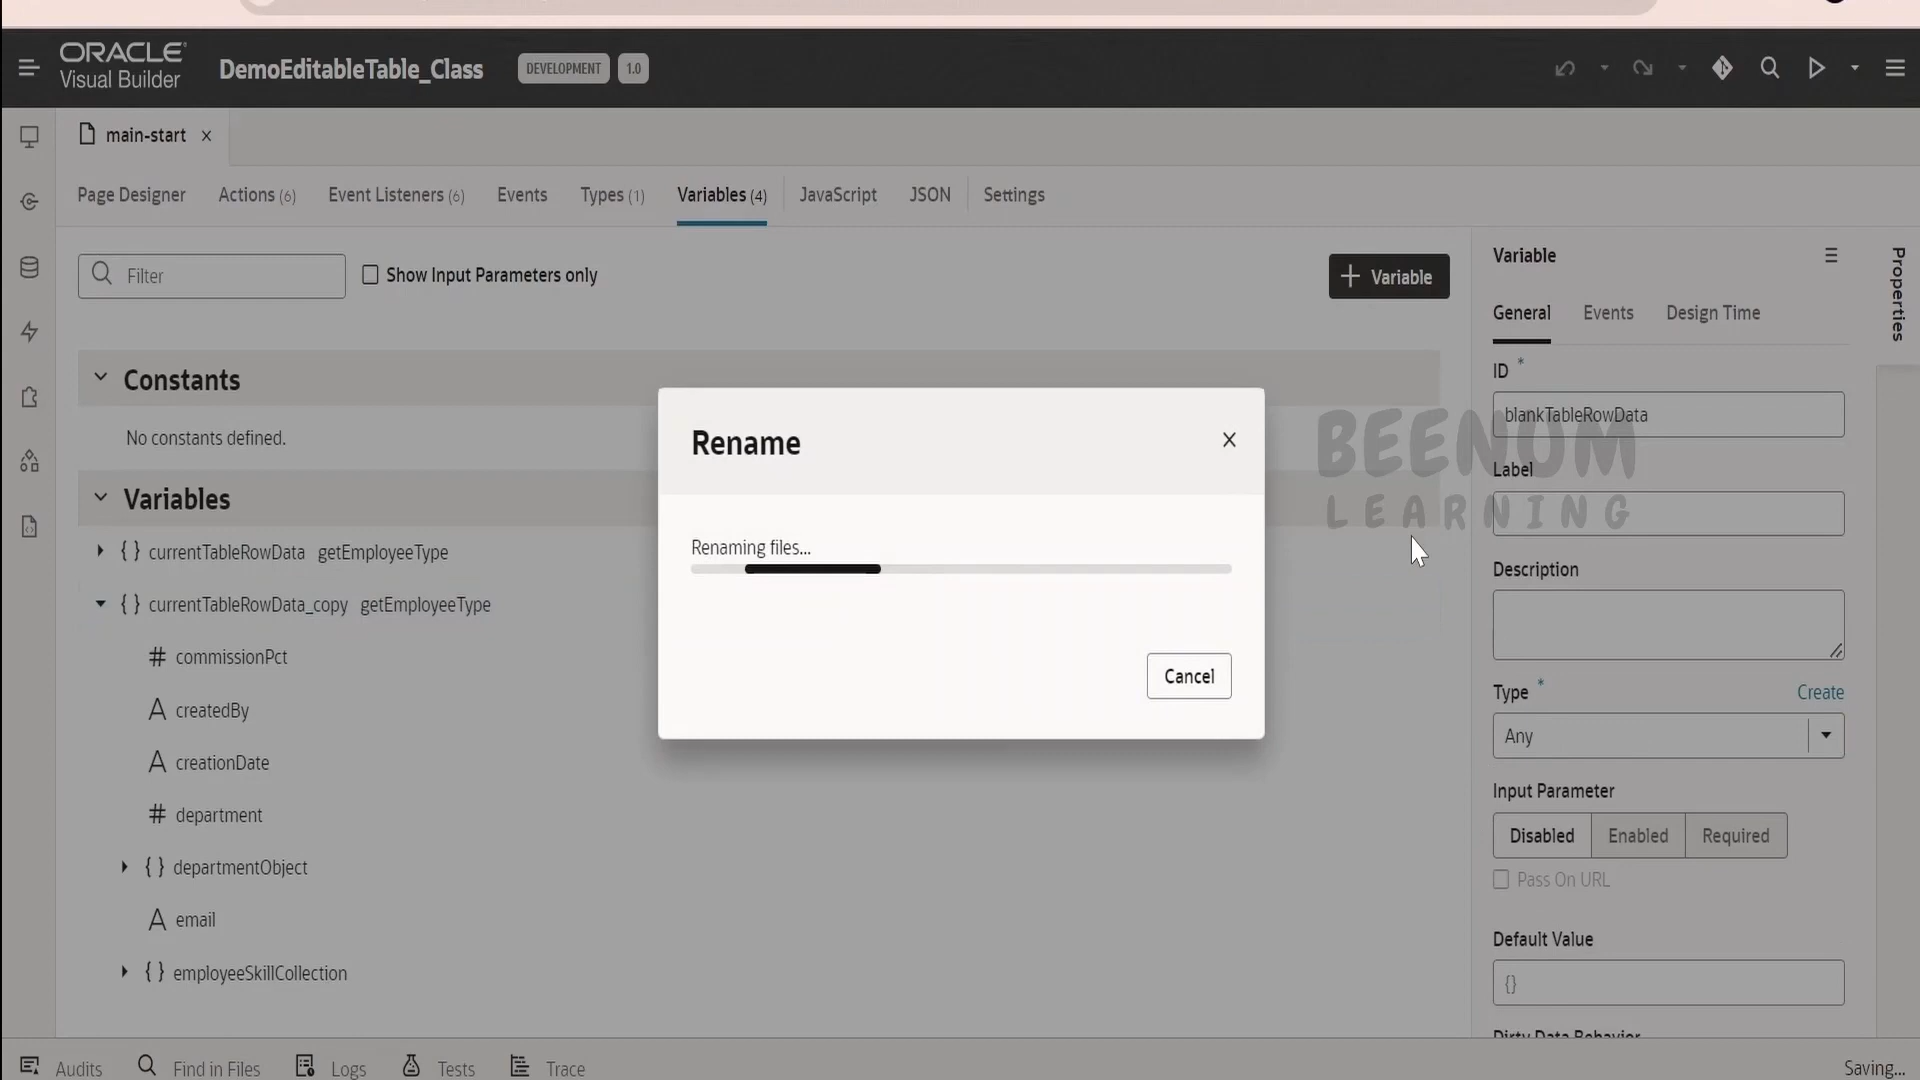 ORACLE
Visual Builder
DemoEditableTable_Class
DEVELOPMENT
1.0
main-start
Page Designer
Actions (6)
Event Listeners (6)
Events
Types (1)
Variables (4)
JavaScript
JSON
Settings
Filter
Show Input Parameters only
Variable
Constants
No constants defined.
Variables
currentTableRowData getEmployeeType
currentTableRowData_copy getEmployeeType
commissionPct
createdBy
creationDate
department
departmentObject
email
employeeSkillCollection
Rename
Renaming files...
Cancel
Variable
Properties
General
Events
Design Time
ID *
blankTableRowData
BEENUM
LEARNING
Label
Description
Type *
Create
Any
Input Parameter
Disabled
Enabled
Required
Pass On URL
Default Value
{}
Dirty Data Behavior
Audits
Find in Files
Logs
Tests
Trace
Saving...